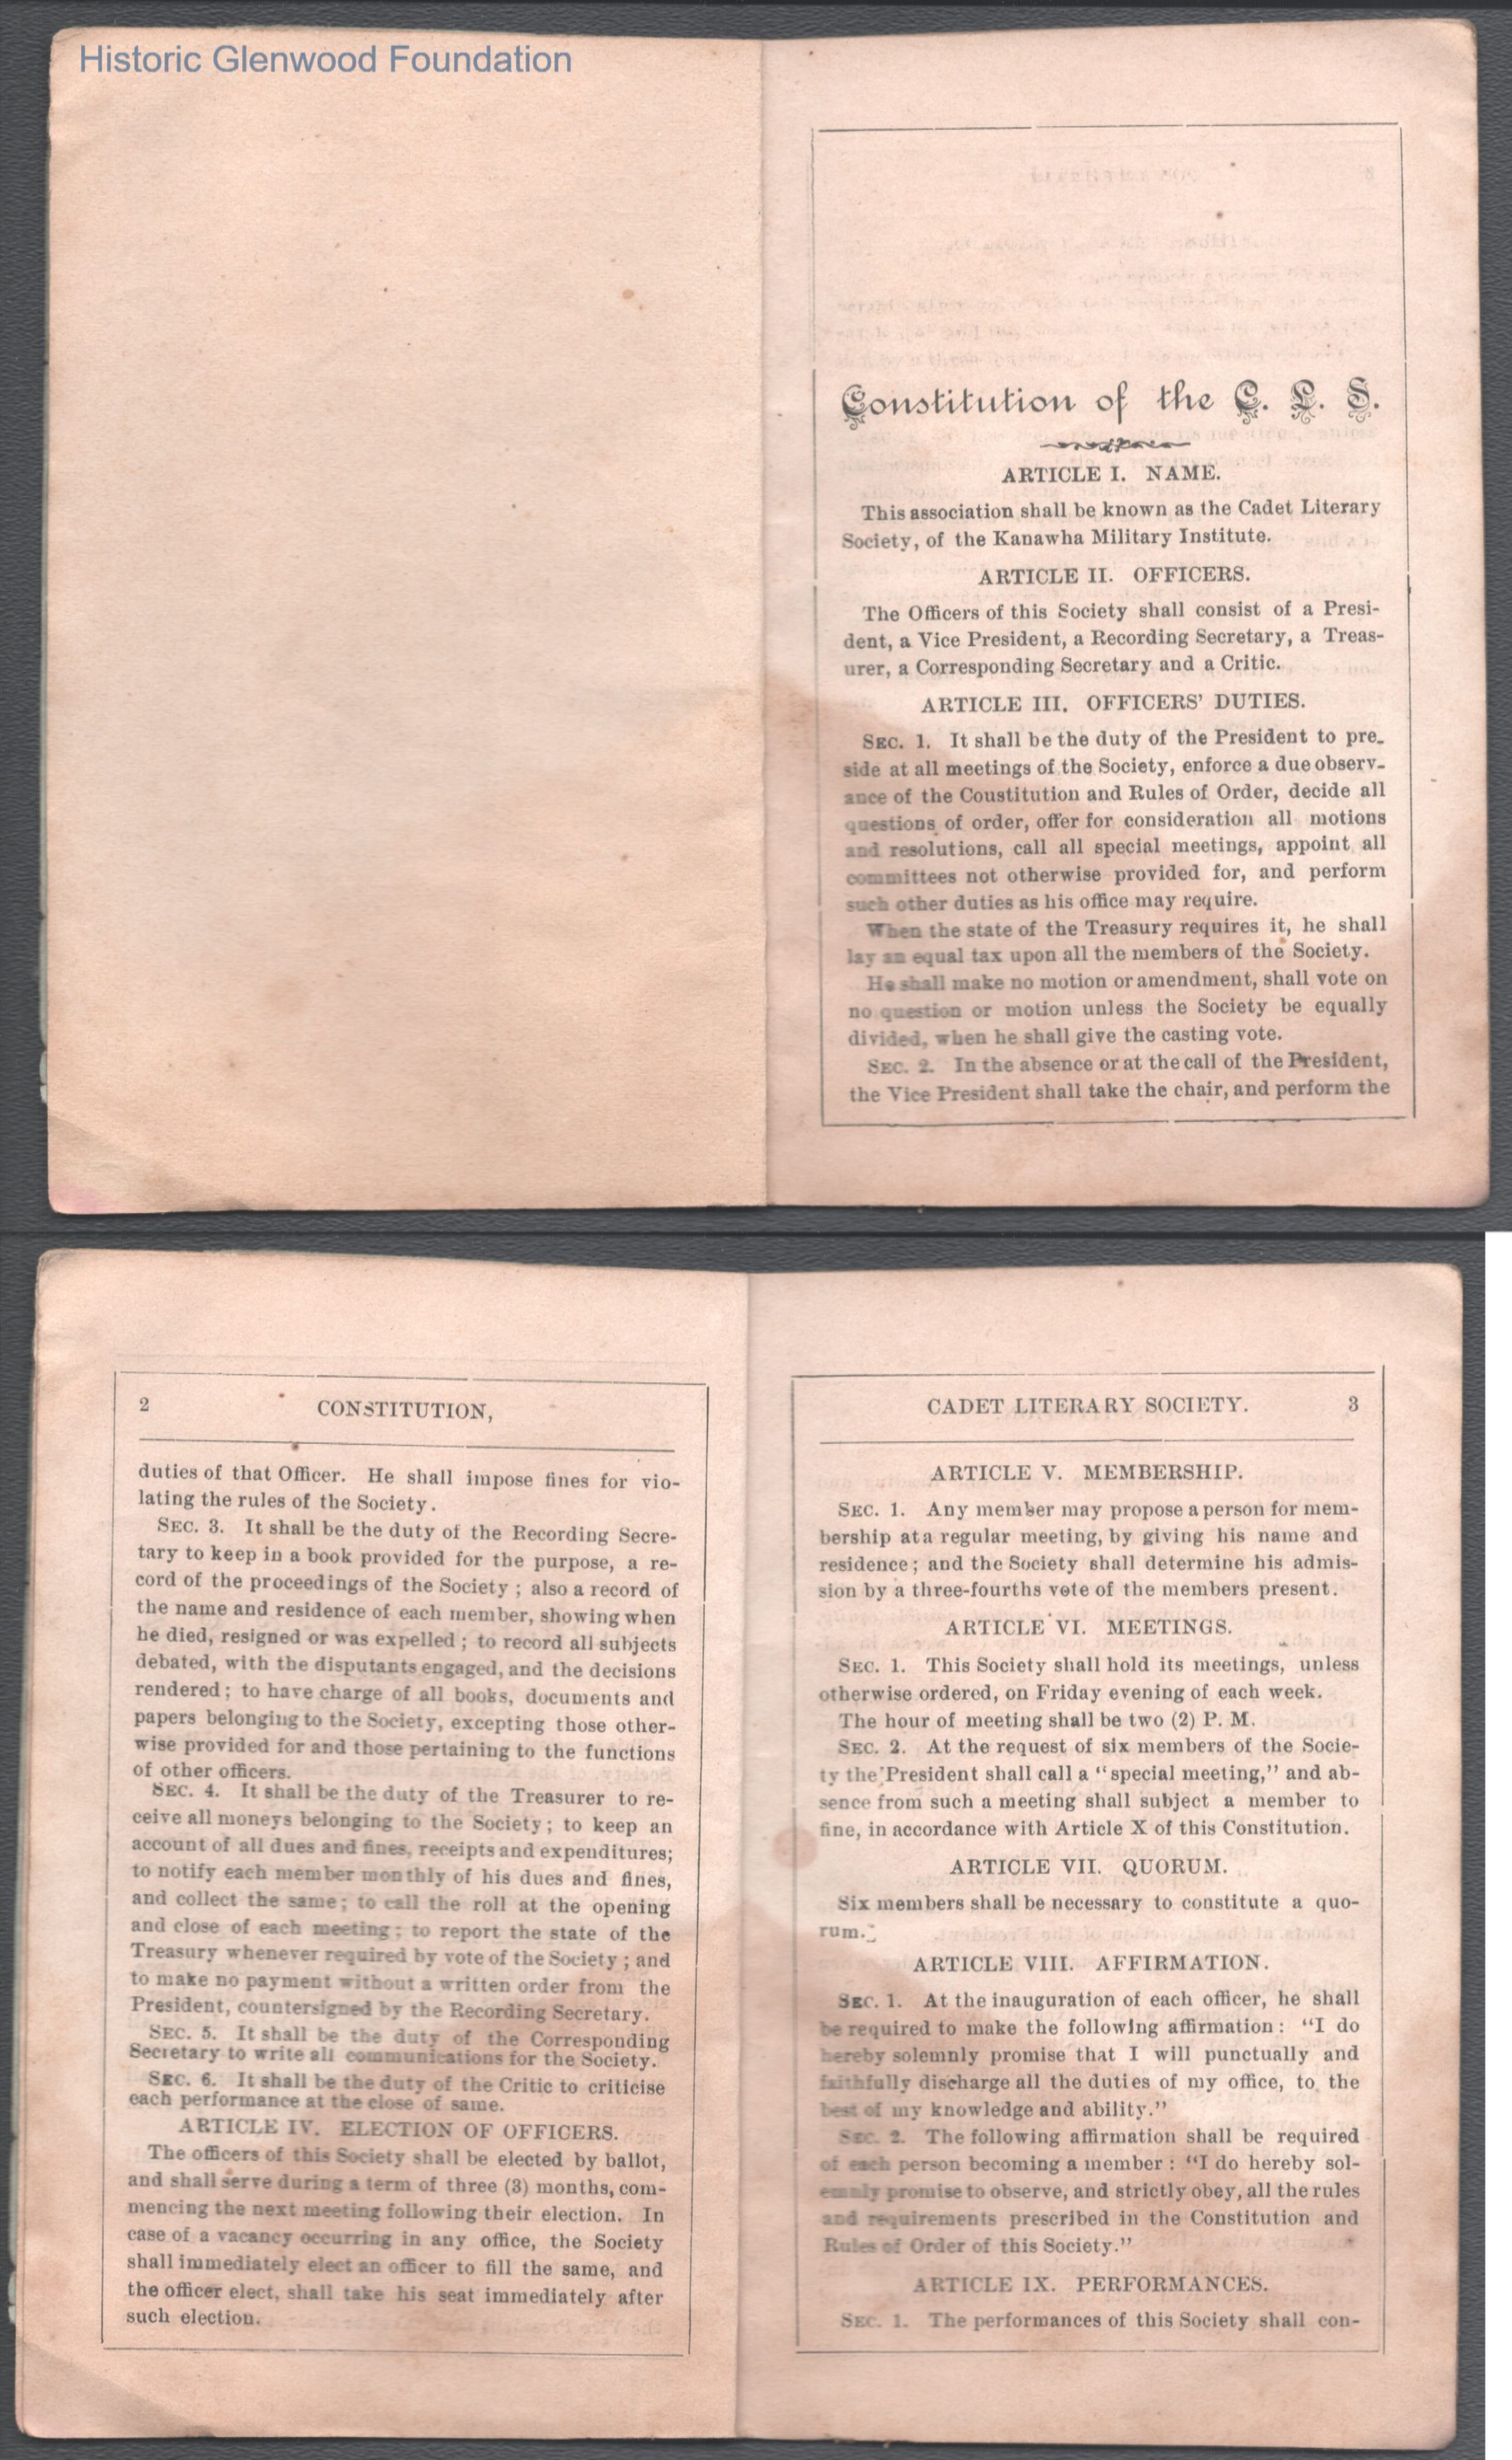 Historic Glenwood Foundation
Constitution of the C. L. S.
ARTICLE I. NAME.
This association shall be known as the Cadet Literary
Society, of the Kanawha Military Institute.
ARTICLE II. OFFICERS.
The Officers of this Society shall consist of a Presi-
dent, a Vice President, a Recording Secretary, a Treas-
urer, a Corresponding Secretary and a Critic.
ARTICLE III. OFFICERS' DUTIES.
SEC. 1. It shall be the duty of the President to pre-
side at all meetings of the Society, enforce a due observ-
ance of the Coustitution and Rules of Order, decide all
questions of order, offer for consideration all motions
and resolutions, call all special meetings, appoint all
committees not otherwise provided for, and perform
such other duties as his office may require.
When the state of the Treasury requires it, he shall
lay an equal tax upon all the members of the Society.
He shall make no motion or amendment, shall vote on
no question or motion unless the Society be equally
divided, when he shall give the casting vote.
SEC. 2. In the absence or at the call of the President,
the Vice President shall take the chair, and perform the
2 CONSTITUTION,
duties of that Officer. He shall impose fines for vio-
lating the rules of the Society.
SEC. 3. It shall be the duty of the Recording Secre-
tary to keep in a book provided for the purpose, a re-
cord of the proceedings of the Society ; also a record of
the name and residence of each member, showing when
he died, resigned or was expelled ; to record all subjects
debated, with the disputants engaged, and the decisions
rendered ; to have charge of all books, documents and
papers belonging to the Society, excepting those other-
wise provided for and those pertaining to the functions
of other officers.
SEC. 4. It shall be the duty of the Treasurer to re-
ceive all moneys belonging to the Society ; to keep an
account of all dues and fines, receipts and expenditures;
to notify each member monthly of his dues and fines,
and collect the same ; to call the roll at the opening
and close of each meeting ; to report the state of the
Treasury whenever required by vote of the Society ; and
to make no payment without a written order from the
President, countersigned by the Recording Secretary.
SEC. 5. It shall be the duty of the Corresponding
Secretary to write all communications for the Society.
SEC. 6. It shall be the duty of the Critic to criticise
each performance at the close of same.
ARTICLE IV. ELECTION OF OFFICERS.
The officers of this Society shall be elected by ballot,
and shall serve during a term of three (3) months, com-
mencing the next meeting following their election. In
case of a vacancy occurring in any office, the Society
shall immediately elect an officer to fill the same, and
the officer elect, shall take his seat immediately after
such election.
CADET LITERARY SOCIETY. 3
ARTICLE V. MEMBERSHIP.
SEC. 1. Any member may propose a person for mem-
bership at a regular meeting, by giving his name and
residence ; and the Society shall determine his admis-
sion by a three-fourths vote of the members present.
ARTICLE VI. MEETINGS.
SEC. 1. This Society shall hold its meetings, unless
otherwise ordered, on Friday evening of each week.
The hour of meeting shall be two (2) P. M.
SEC. 2. At the request of six members of the Socie-
ty the President shall call a “special meeting,” and ab-
sence from such a meeting shall subject a member to
fine, in accordance with Article X of this Constitution.
ARTICLE VII. QUORUM.
Six members shall be necessary to constitute a quo-
rum.
ARTICLE VIII. AFFIRMATION.
SEC. 1. At the inauguration of each officer, he shall
be required to make the following affirmation : “I do
hereby solemnly promise that I will punctually and
faithfully discharge all the duties of my office, to the
best of my knowledge and ability.”
SEC. 2. The following affirmation shall be required
of each person becoming a member : “I do hereby sol-
emnly promise to observe, and strictly obey, all the rules
and requirements prescribed in the Constitution and
Rules of Order of this Society.”
ARTICLE IX. PERFORMANCES.
SEC. 1. The performances of this Society shall con-